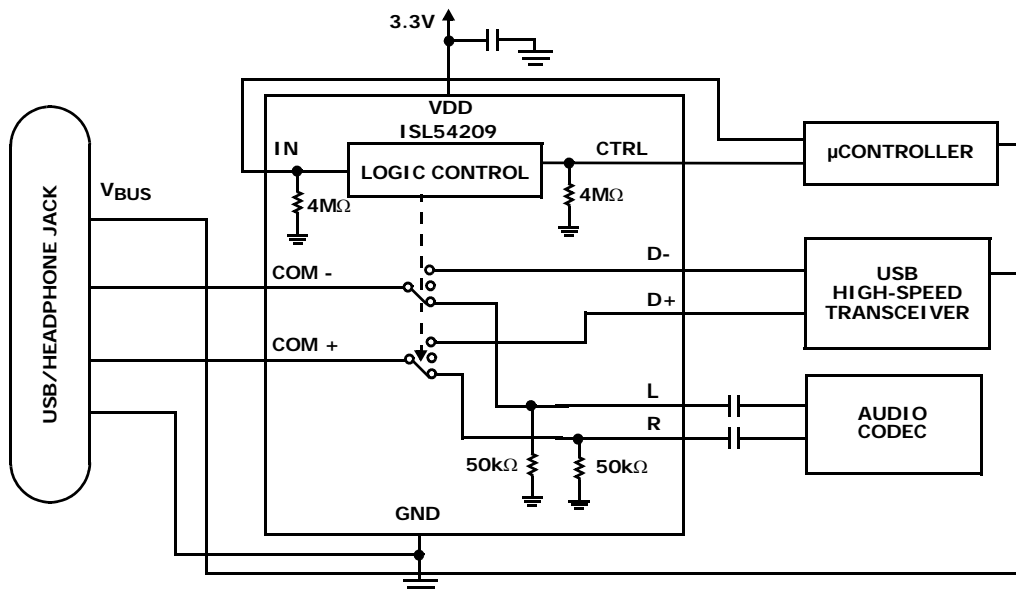 3.3V
VDD
ISL54209
IN
LOGIC CONTROL
CTRL
µCONTROLLER
4MΩ
4MΩ
VBUS
USB/HEADPHONE JACK
COM -
COM +
D-
D+
USB
HIGH-SPEED
TRANSCEIVER
L
R
AUDIO
CODEC
50kΩ
50kΩ
GND